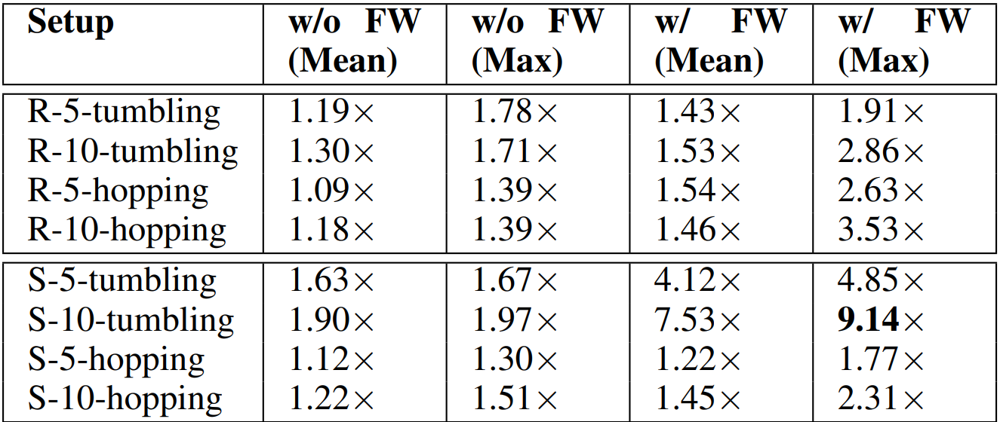 Setup w/o FW (Mean) w/o FW (Max) w/ FW (Mean) w/ FW (Max)
R-5-tumbling 1.19× 1.78× 1.43× 1.91×
R-10-tumbling 1.30× 1.71× 1.53× 2.86×
R-5-hopping 1.09× 1.39× 1.54× 2.63×
R-10-hopping 1.18× 1.39× 1.46× 3.53×
S-5-tumbling 1.63× 1.67× 4.12× 4.85×
S-10-tumbling 1.90× 1.97× 7.53× 9.14×
S-5-hopping 1.12× 1.30× 1.22× 1.77×
S-10-hopping 1.22× 1.51× 1.45× 2.31×